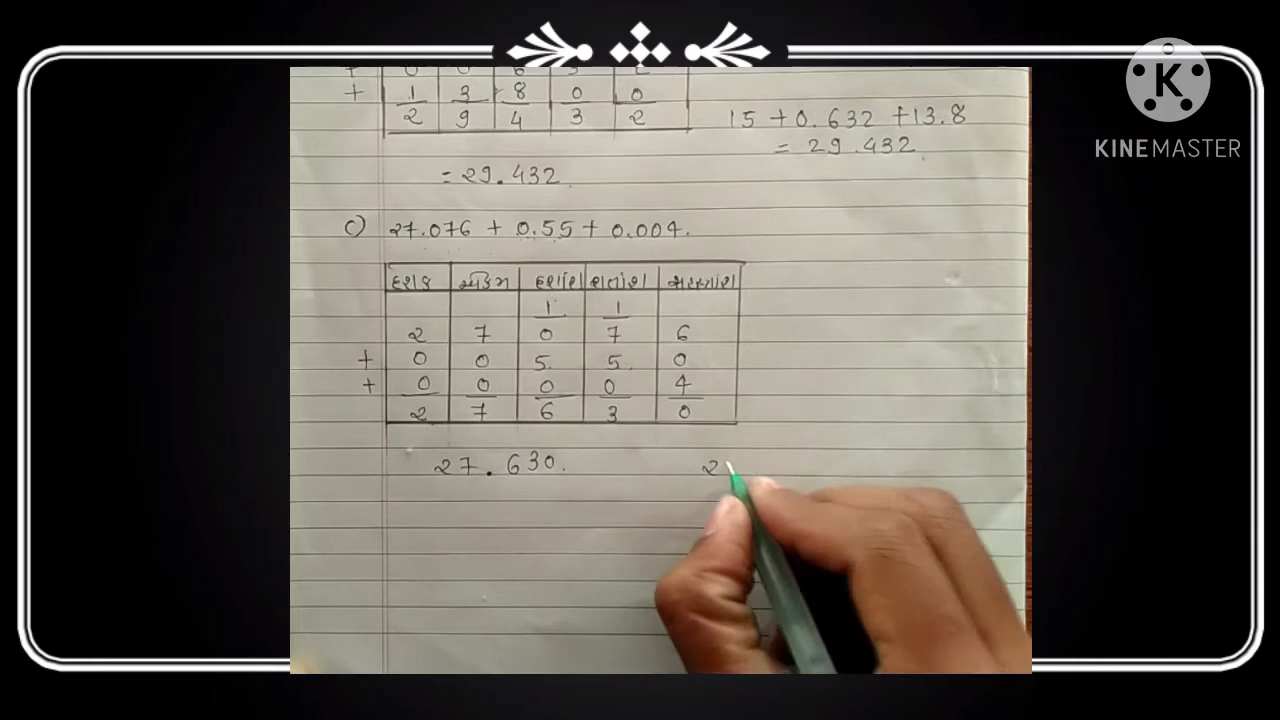 + 1 3 8 0 0
2 9 4 3 2
15 + 0.632 + 13.8
= 29.432
= 29.432
c) 27.076 + 0.55 + 0.004.
દશક એકમ દશાંશ શતાંશ સહસ્ત્રાંશ
1 1
2 7 0 7 6
+ 0 0 5 5 0
+ 0 0 0 0 4
2 7 6 3 0
27.630.
2
K
KINEMASTER